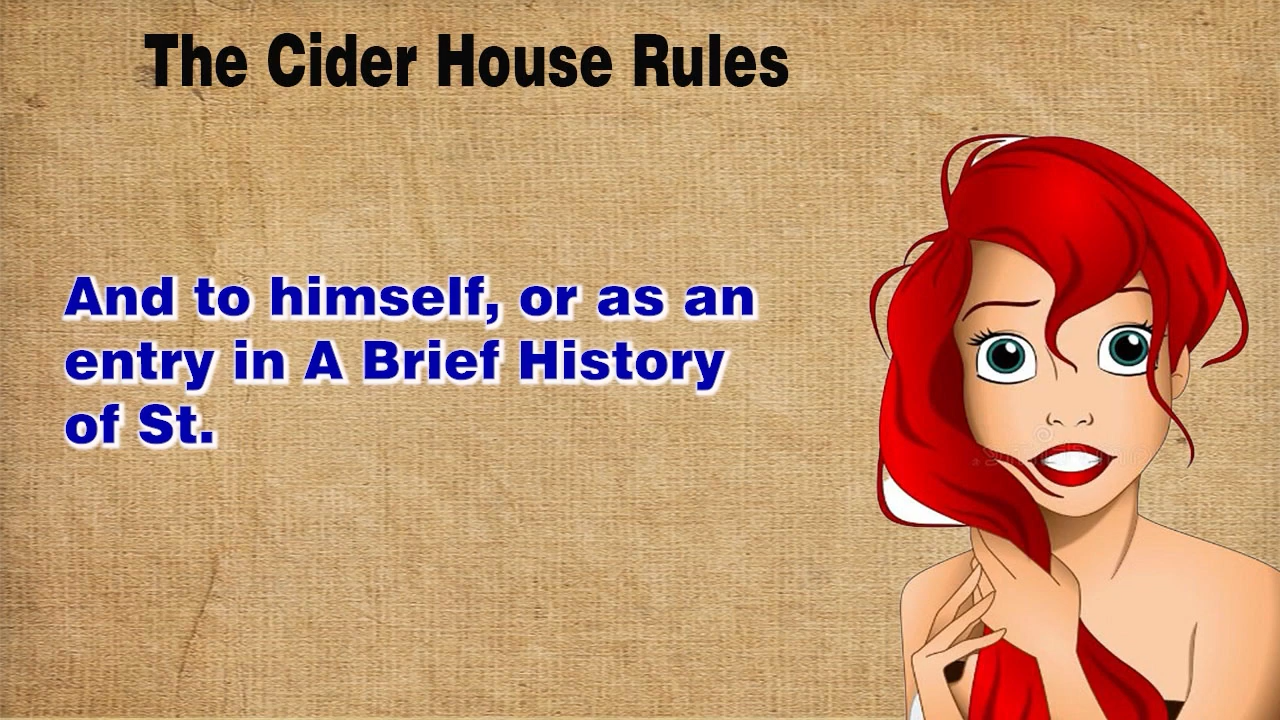 The Cider House Rules
And to himself, or as an
entry in A Brief History
of St.